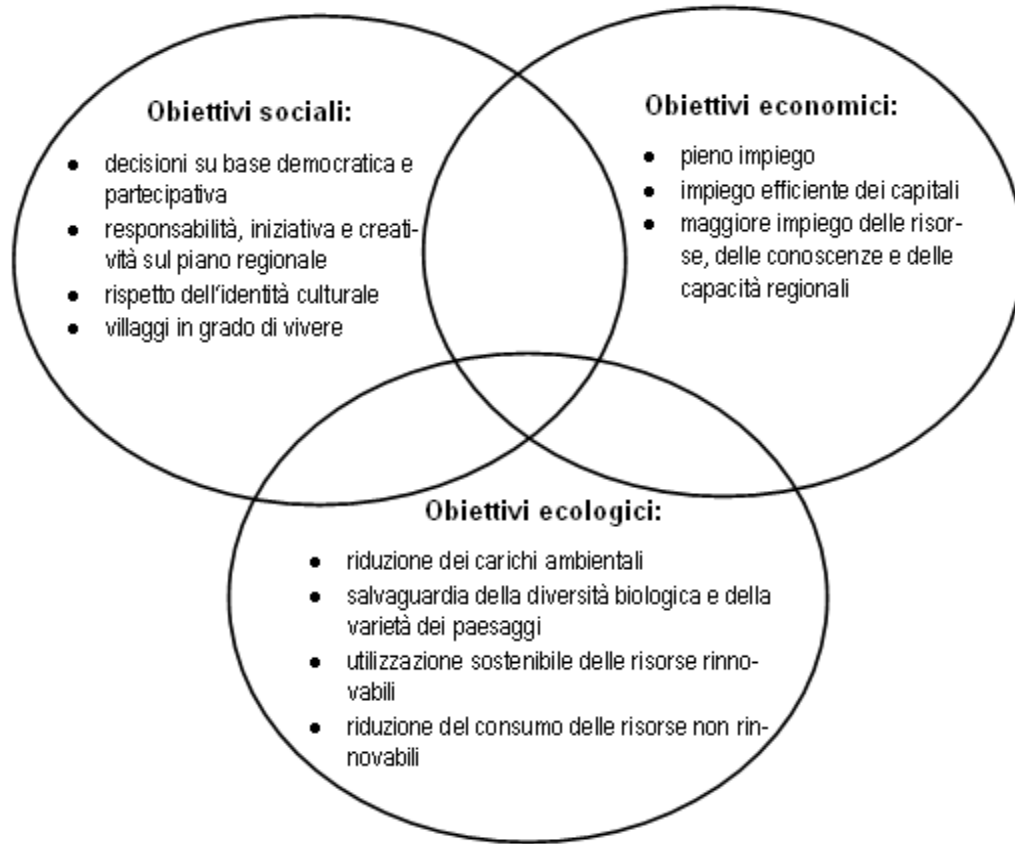 Obiettivi sociali:
● decisioni su base democratica e
partecipativa
● responsabilità, iniziativa e creati-
vità sul piano regionale
● rispetto dell'identità culturale
● villaggi in grado di vivere
Obiettivi economici:
● pieno impiego
● impiego efficiente dei capitali
● maggiore impiego delle risor-
se, delle conoscenze e delle
capacità regionali
Obiettivi ecologici:
● riduzione dei carichi ambientali
● salvaguardia della diversità biologica e della
varietà dei paesaggi
● utilizzazione sostenibile delle risorse rinno-
vabili
● riduzione del consumo delle risorse non rin-
novabili